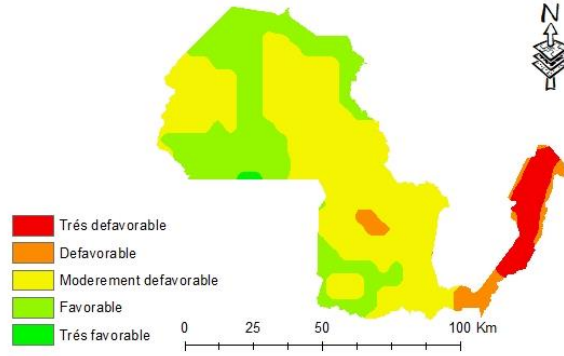 N
Trés defavorable
Defavorable
Moderement defavorable
Favorable
Trés favorable
0 25 50 100 Km